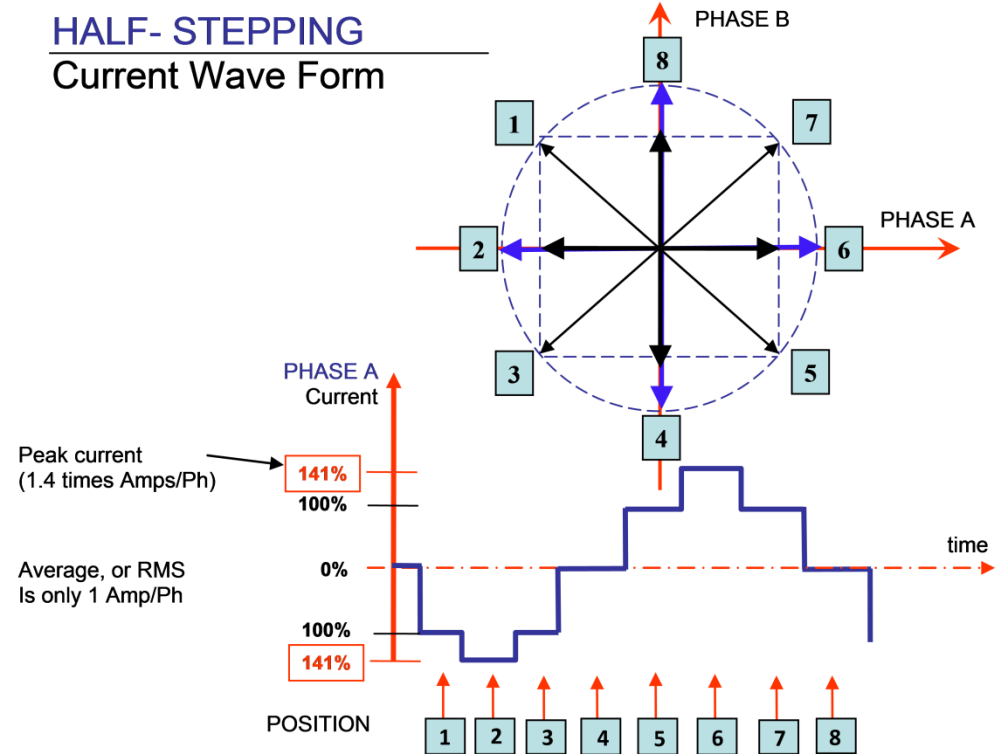 HALF- STEPPING
Current Wave Form
PHASE B
8
1
7
PHASE A
2
6
3
5
4
PHASE A
Current
Peak current
(1.4 times Amps/Ph)
141%
100%
time
Average, or RMS
Is only 1 Amp/Ph
0%
100%
141%
POSITION
1 2 3 4 5 6 7 8